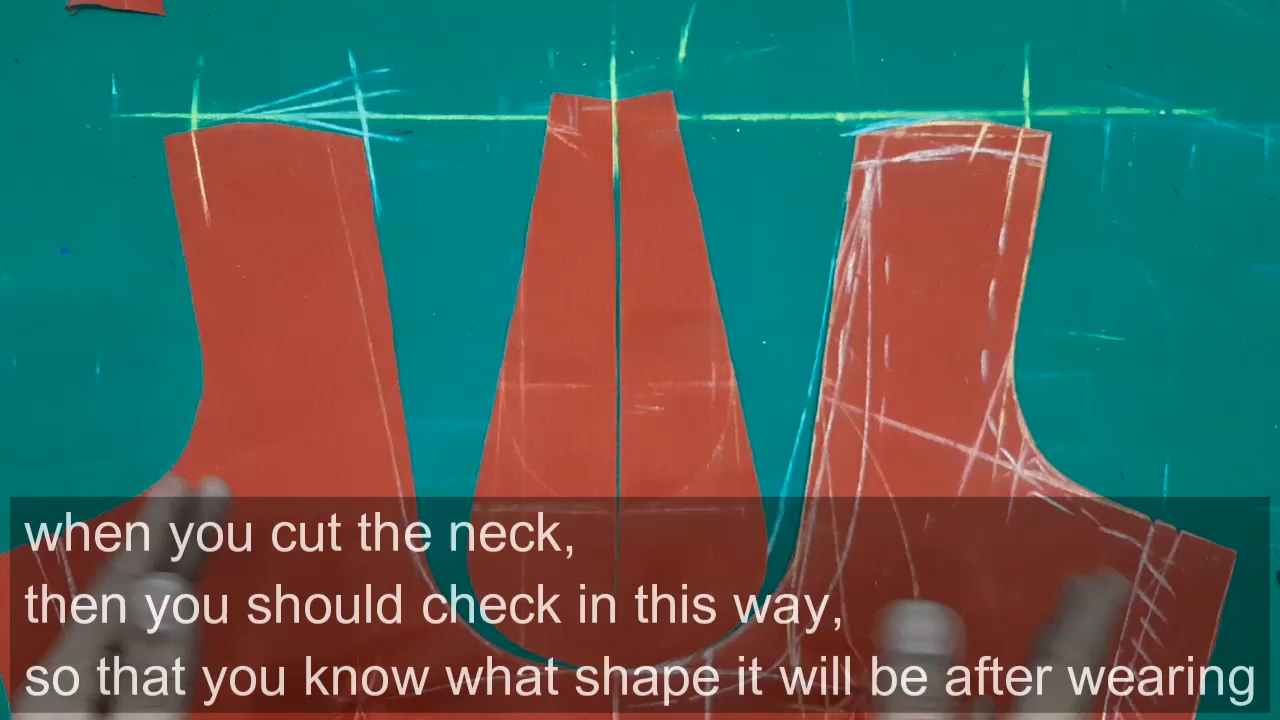 when you cut the neck,
then you should check in this way,
so that you know what shape it will be after wearing